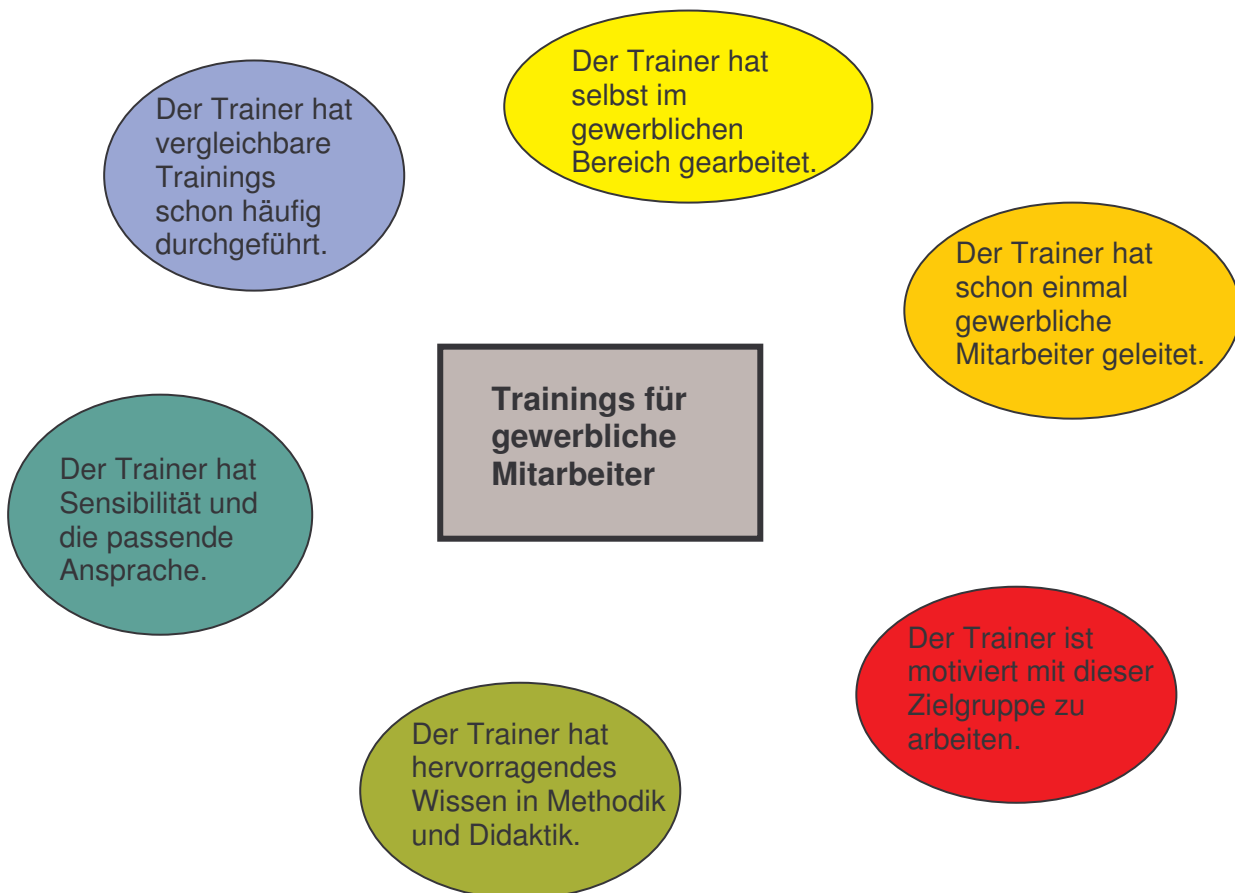 Der Trainer hat
selbst im
gewerblichen
Bereich gearbeitet.
Der Trainer hat
vergleichbare
Trainings
schon häufig
durchgeführt.
Der Trainer hat
schon einmal
gewerbliche
Mitarbeiter geleitet.
Trainings für
gewerbliche
Mitarbeiter
Der Trainer hat
Sensibilität und
die passende
Ansprache.
Der Trainer ist
motiviert mit dieser
Zielgruppe zu
arbeiten.
Der Trainer hat
hervorragendes
Wissen in Methodik
und Didaktik.